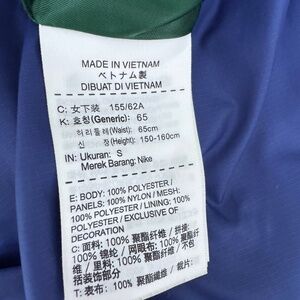 MADE IN VIETNAM
ベトナム製
DIBUAT DI VIETNAM
C: 女下装 155/62A
K: 호칭(Generic): 65
허리둘레(Waist): 65cm
신 장(Height): 150-160cm
IN: Ukuran: S
Merek Barang: Nike
E: BODY: 100% POLYESTER /
PANELS: 100% NYLON / MESH:
100% POLYESTER / LINING: 100%
POLYESTER / EXCLUSIVE OF
DECORATION
C: 面料: 100% 聚酯纤维 / 拼接:
100% 锦纶 / 网眼布: 100% 聚酯纤
维 / 里料: 100% 聚酯纤维 / 不包
括装饰部分
T: 表布: 100% 聚酯纖維 / 裁片: